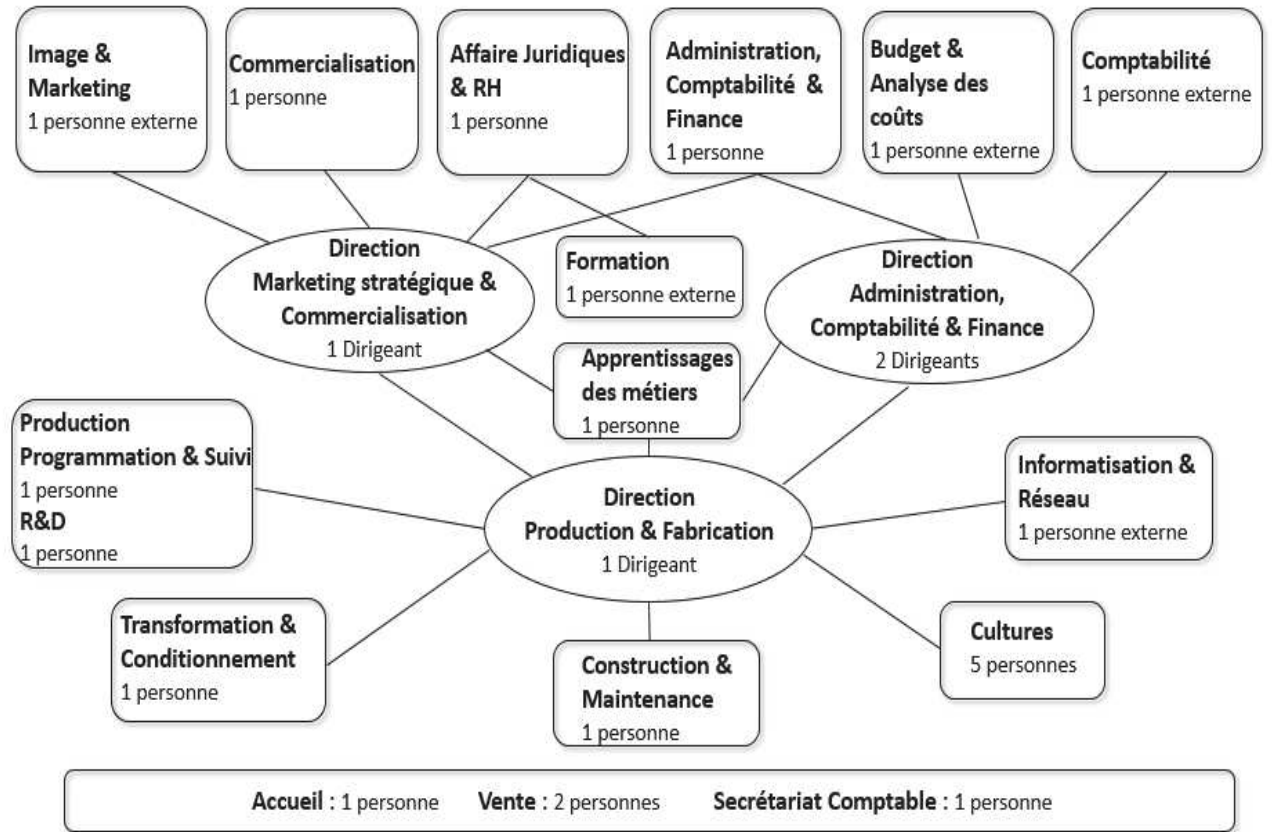 Image &
Marketing
1 personne externe
Commercialisation
1 personne
Affaire Juridiques
& RH
1 personne
Administration,
Comptabilité &
Finance
1 personne
Budget &
Analyse des
coûts
1 personne externe
Comptabilité
1 personne externe
Direction
Marketing stratégique &
Commercialisation
1 Dirigeant
Formation
1 personne externe
Direction
Administration,
Comptabilité & Finance
2 Dirigeants
Apprentissages
des métiers
1 personne
Production
Programmation & Suivi
1 personne
R&D
1 personne
Direction
Production & Fabrication
1 Dirigeant
Informatisation &
Réseau
1 personne externe
Transformation &
Conditionnement
1 personne
Construction &
Maintenance
1 personne
Cultures
5 personnes
Accueil : 1 personne Vente : 2 personnes Secrétariat Comptable : 1 personne